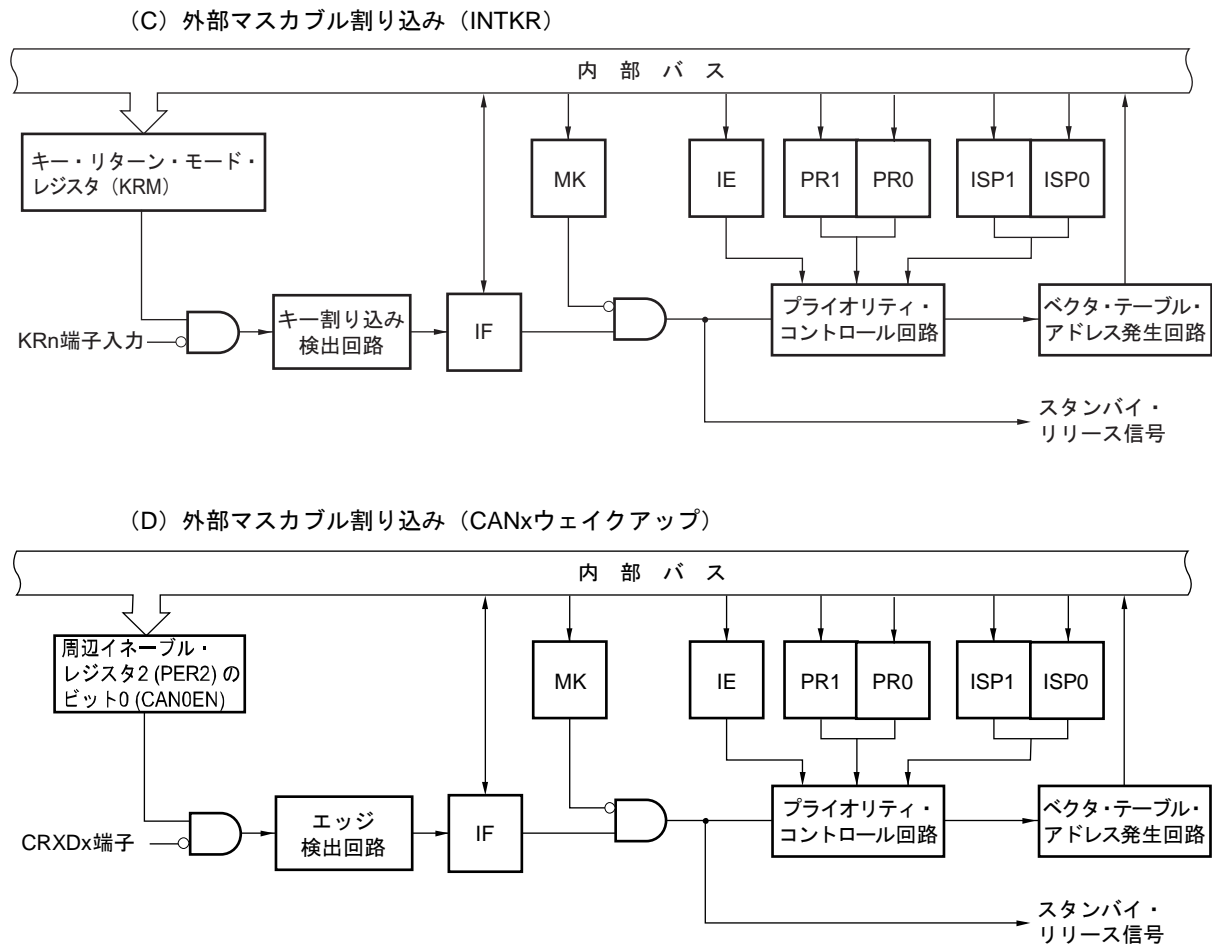 （C）外部マスカブル割り込み（INTKR）
内 部 バ ス
キー・リターン・モード・
レジスタ（KRM）
MK
IE
PR1
PR0
ISP1
ISP0
KRn端子入力
キー割り込み
検出回路
IF
プライオリティ・
コントロール回路
ベクタ・テーブル・
アドレス発生回路
スタンバイ・
リリース信号
（D）外部マスカブル割り込み（CANxウェイクアップ）
内 部 バ ス
周辺イネーブル・
レジスタ2 (PER2) の
ビット0 (CAN0EN)
MK
IE
PR1
PR0
ISP1
ISP0
CRXDx端子
エッジ
検出回路
IF
プライオリティ・
コントロール回路
ベクタ・テーブル・
アドレス発生回路
スタンバイ・
リリース信号